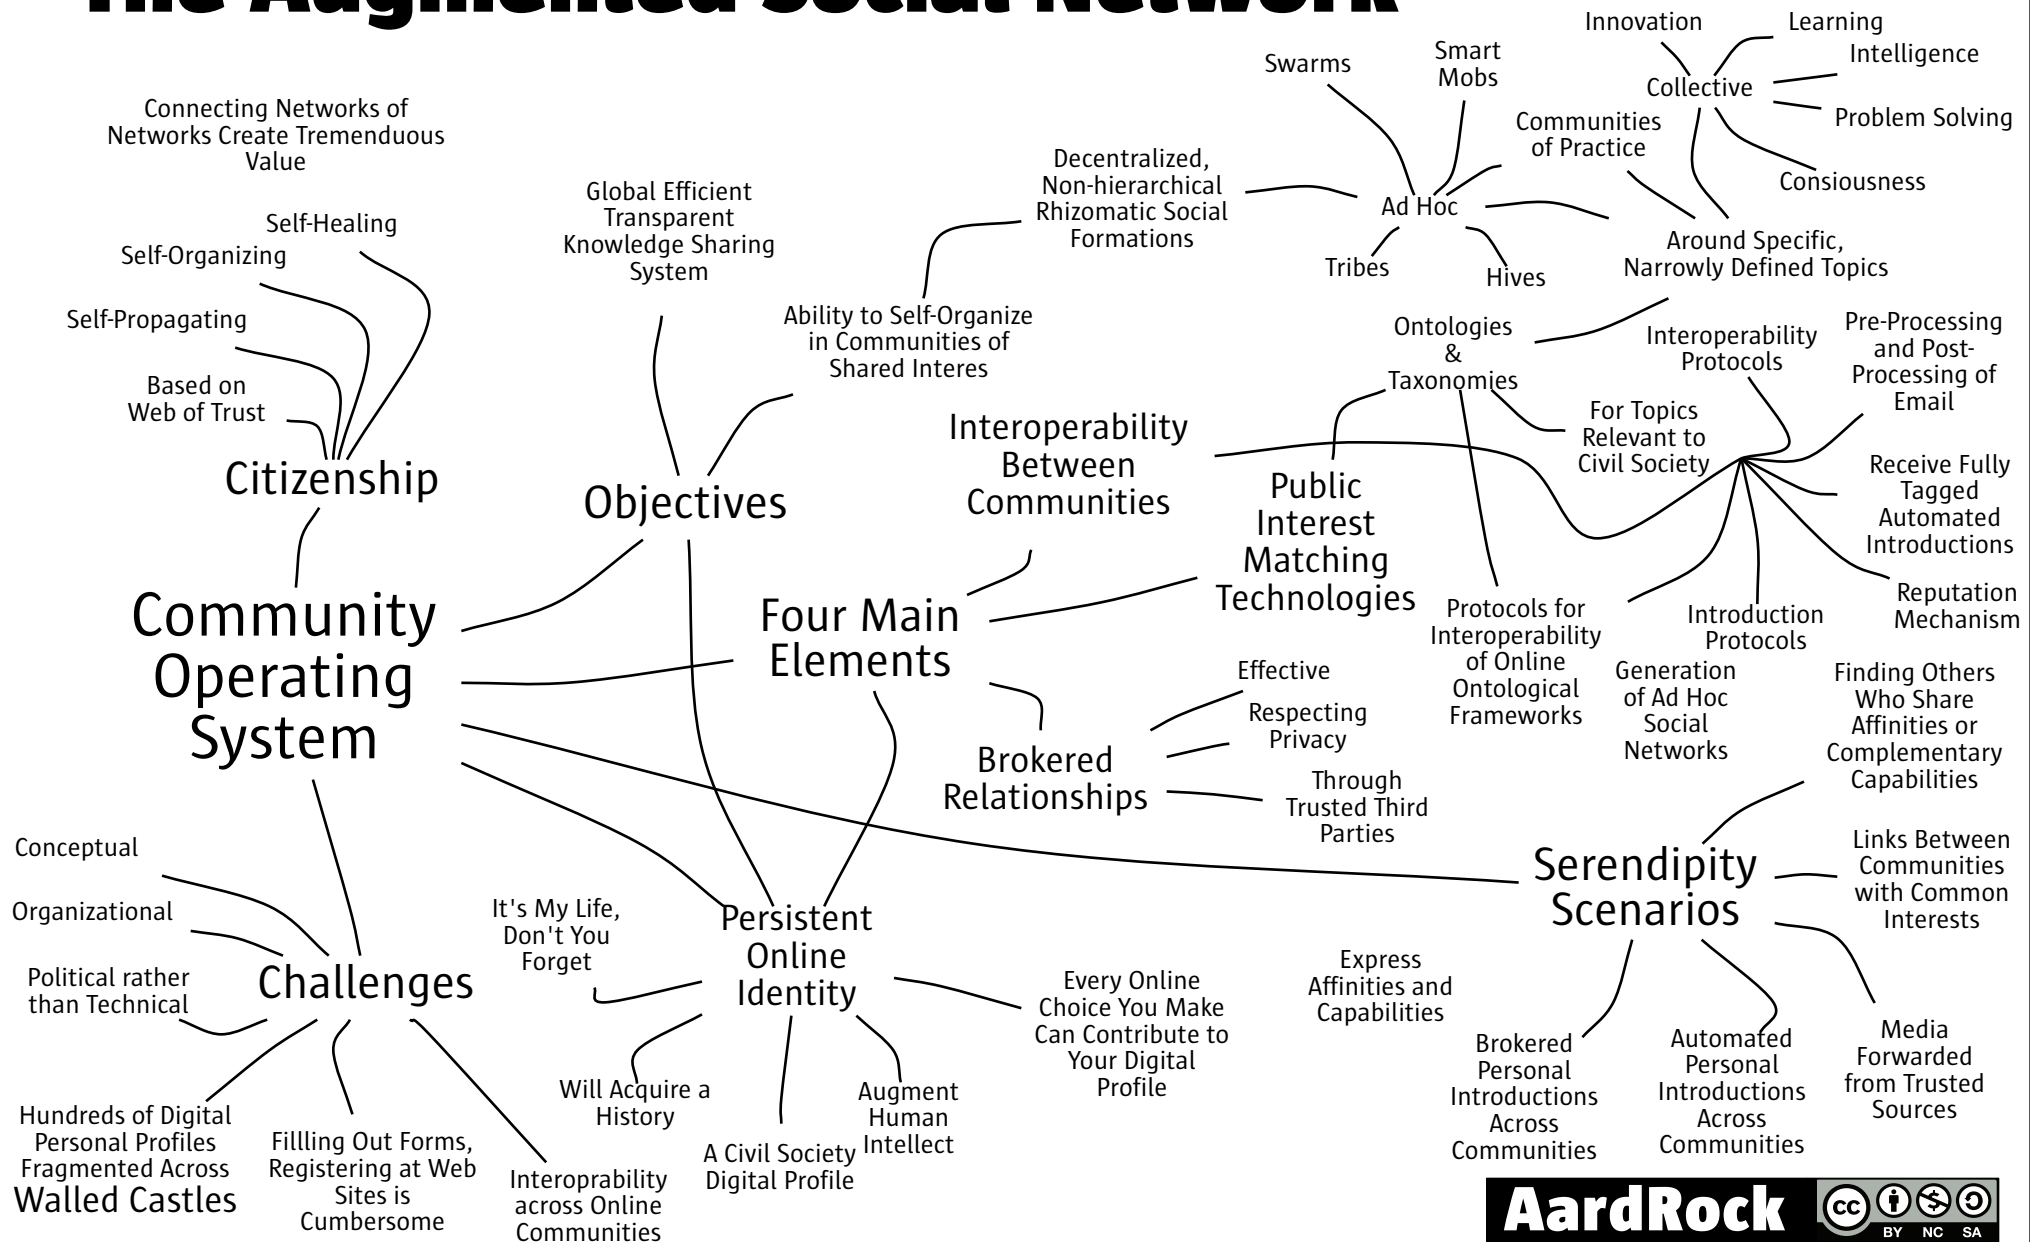 The Augmented Social Network
Connecting Networks of
Networks Create Tremenduous
Value
Self-Healing
Self-Organizing
Self-Propagating
Based on
Web of Trust
Citizenship
Global Efficient
Transparent
Knowledge Sharing
System
Ability to Self-Organize
in Communities of
Shared Interes
Objectives
Decentralized,
Non-hierarchical
Rhizomatic Social
Formations
Swarms
Smart
Mobs
Communities
of Practice
Ad Hoc
Tribes
Hives
Innovation
Learning
Intelligence
Collective
Problem Solving
Consiousness
Around Specific,
Narrowly Defined Topics
Ontologies
&
Taxonomies
Interoperability
Protocols
Pre-Processing
and Post-
Processing of
Email
For Topics
Relevant to
Civil Society
Receive Fully
Tagged
Automated
Introductions
Reputation
Mechanism
Introduction
Protocols
Generation
of Ad Hoc
Social
Networks
Protocols for
Interoperability
of Online
Ontological
Frameworks
Interoperability
Between
Communities
Public
Interest
Matching
Technologies
Community
Operating
System
Four Main
Elements
Brokered
Relationships
Effective
Respecting
Privacy
Through
Trusted Third
Parties
Finding Others
Who Share
Affinities or
Complementary
Capabilities
Serendipity
Scenarios
Links Between
Communities
with Common
Interests
Media
Forwarded
from Trusted
Sources
Automated
Personal
Introductions
Across
Communities
Brokered
Personal
Introductions
Across
Communities
Express
Affinities and
Capabilities
Persistent
Online
Identity
It's My Life,
Don't You
Forget
Will Acquire a
History
A Civil Society
Digital Profile
Augment
Human
Intellect
Every Online
Choice You Make
Can Contribute to
Your Digital
Profile
Conceptual
Organizational
Political rather
than Technical
Challenges
Hundreds of Digital
Personal Profiles
Fragmented Across
Walled Castles
Fillling Out Forms,
Registering at Web
Sites is
Cumbersome
Interoprability
across Online
Communities
AardRock
cc
BY NC SA